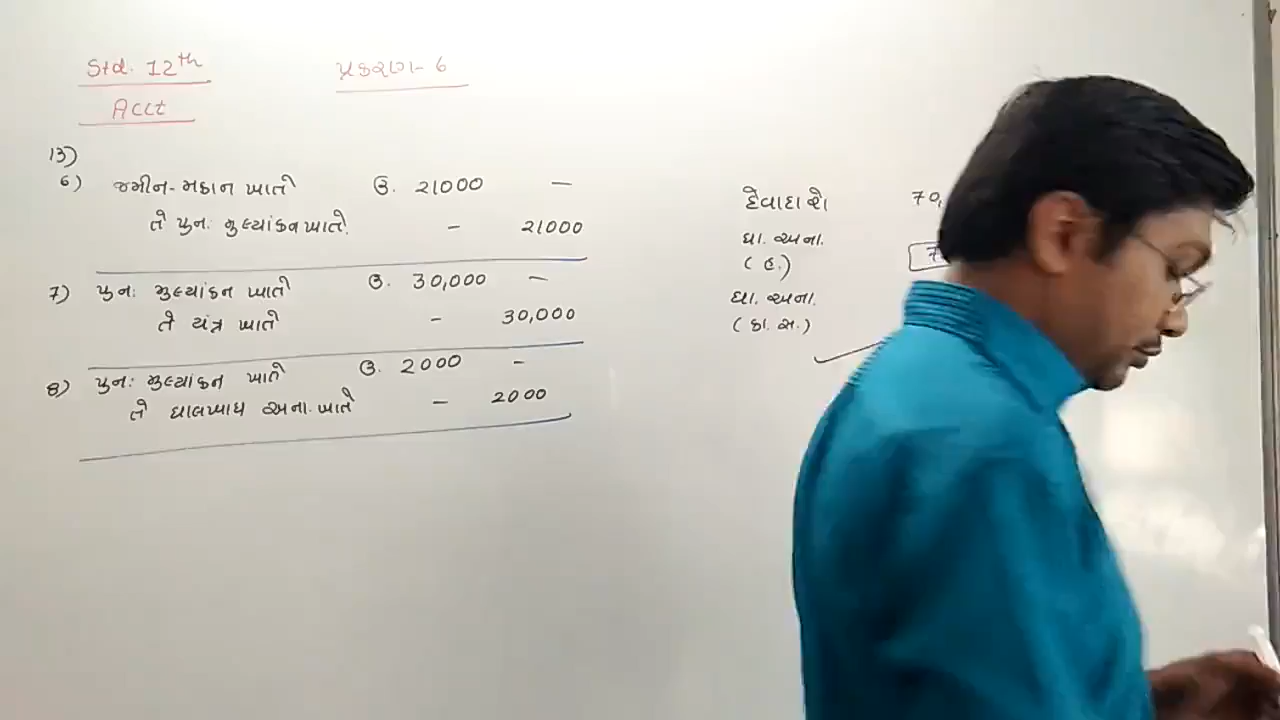 Std. 12th
પ્રકરણ- 6
Acct
13)
6) જમીન-મકાન ખાતે ઉ. 21000 —
તે પુનઃ મુલ્યાંકન ખાતે. - 21000
7) પુનઃ મુલ્યાંકન ખાતે ઉ. 30,000 -
તે યંત્ર ખાતે - 30,000
8) પુનઃ મુલ્યાંકન ખાતે ઉ. 2000 -
તે ઘાલખાધ અના. ખાતે - 2000
દેવાદારો 70,
ઘા. અના.
(હ.) 7
ઘા. અના.
(ડા. સ.)